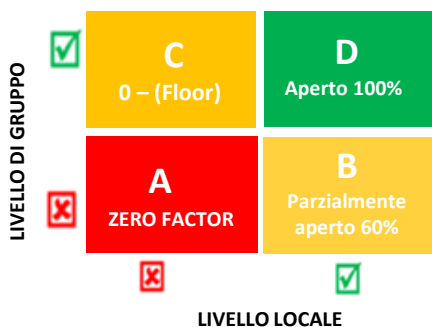 LIVELLO DI GRUPPO
C
0 – (Floor)
D
Aperto 100%
A
ZERO FACTOR
B
Parzialmente
aperto 60%
LIVELLO LOCALE